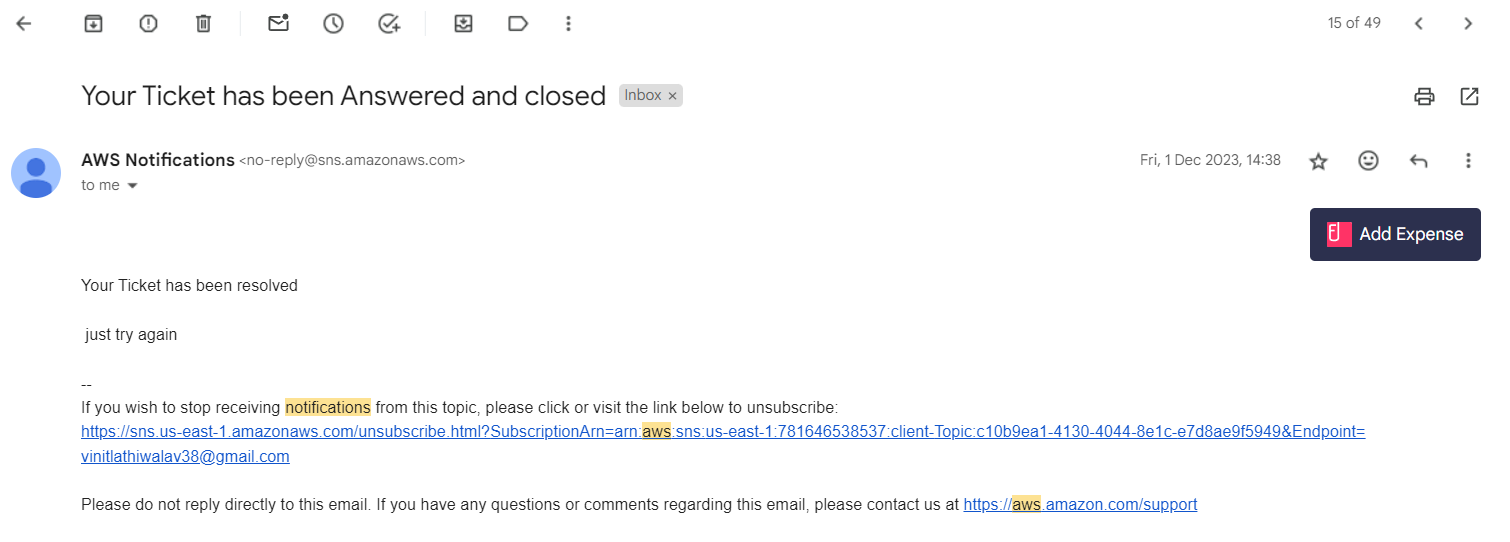 15 of 49
Your Ticket has been Answered and closed Inbox ×
AWS Notifications <no-reply@sns.amazonaws.com> Fri, 1 Dec 2023, 14:38
to me
Add Expense
Your Ticket has been resolved
just try again
--
If you wish to stop receiving notifications from this topic, please click or visit the link below to unsubscribe:
https://sns.us-east-1.amazonaws.com/unsubscribe.html?SubscriptionArn=arn:aws:sns:us-east-1:781646538537:client-Topic:c10b9ea1-4130-4044-8e1c-e7d8ae9f5949&Endpoint=
vinitlathiwalav38@gmail.com
Please do not reply directly to this email. If you have any questions or comments regarding this email, please contact us at https://aws.amazon.com/support